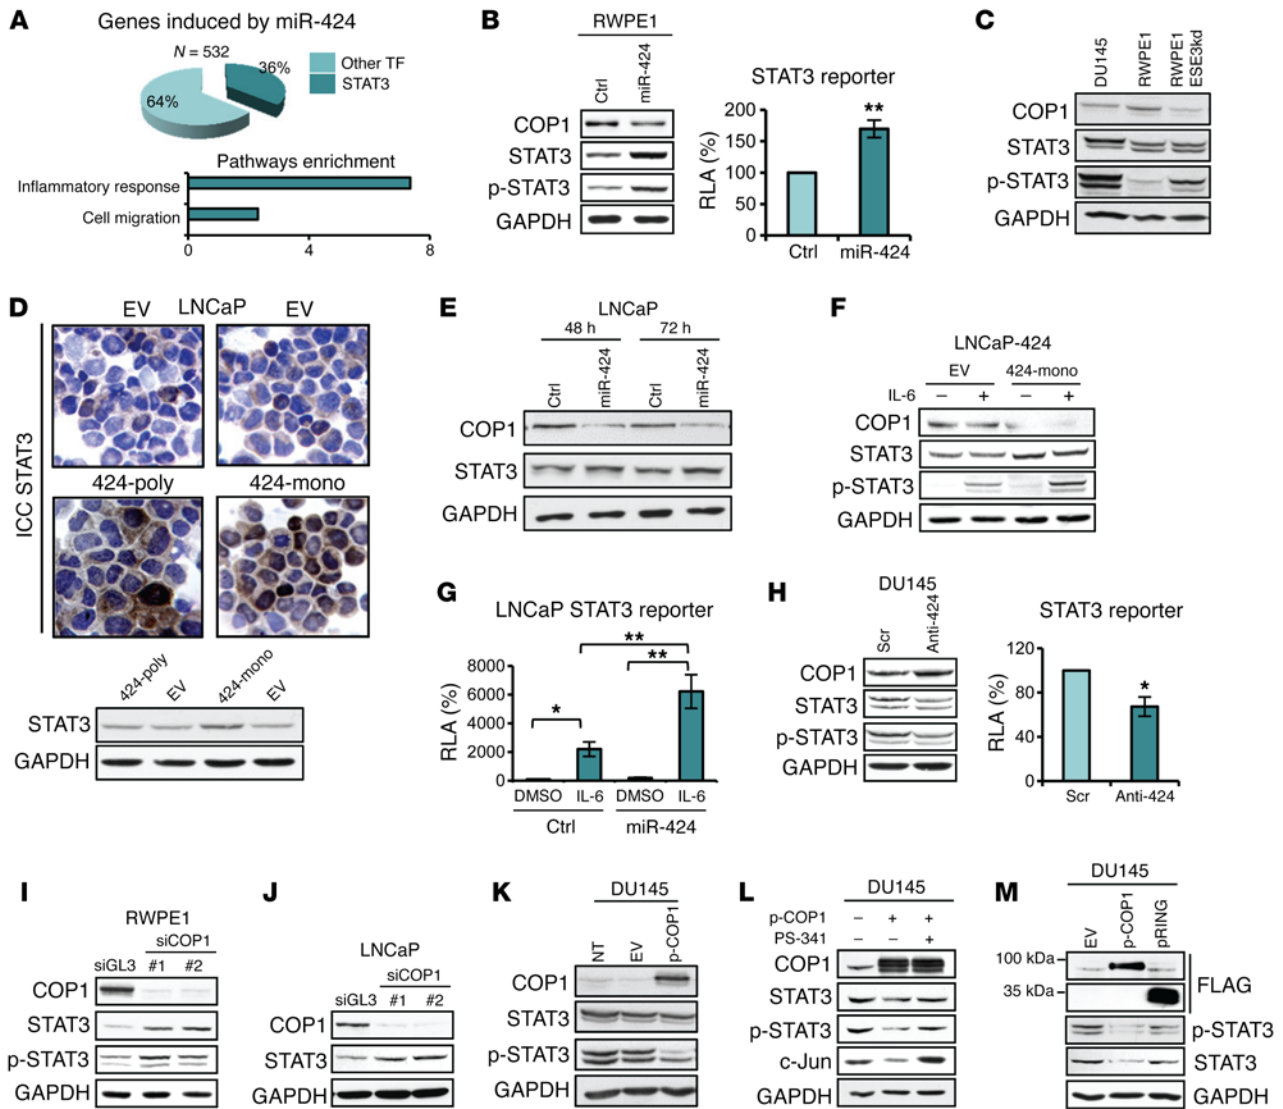 A
Genes induced by miR-424
N = 532
36%
64%
Other TF
STAT3
Pathways enrichment
Inflammatory response
Cell migration
0 4 8
B
RWPE1
Ctrl miR-424
COP1
STAT3
p-STAT3
GAPDH
STAT3 reporter
RLA (%)
200
150
100
50
0
**
Ctrl miR-424
C
DU145 RWPE1 RWPE1 ESE3kd
COP1
STAT3
p-STAT3
GAPDH
D
LNCaP
EV EV
ICC STAT3
424-poly 424-mono
424-poly EV 424-mono EV
STAT3
GAPDH
E
LNCaP
48 h 72 h
Ctrl miR-424 Ctrl miR-424
COP1
STAT3
GAPDH
F
LNCaP-424
EV 424-mono
IL-6 – + – +
COP1
STAT3
p-STAT3
GAPDH
G
LNCaP STAT3 reporter
RLA (%)
8000
6000
4000
2000
0
*
**
**
DMSO IL-6 DMSO IL-6
Ctrl miR-424
H
DU145
Scr Anti-424
COP1
STAT3
p-STAT3
GAPDH
STAT3 reporter
RLA (%)
120
80
40
0
*
Scr Anti-424
I
RWPE1
siCOP1
siGL3 #1 #2
COP1
STAT3
p-STAT3
GAPDH
J
LNCaP
siCOP1
siGL3 #1 #2
COP1
STAT3
GAPDH
K
DU145
NT EV p-COP1
COP1
STAT3
p-STAT3
GAPDH
L
DU145
p-COP1 – + +
PS-341 – – +
COP1
STAT3
p-STAT3
c-Jun
GAPDH
M
DU145
EV p-COP1 pRING
100 kDa
35 kDa
FLAG
p-STAT3
STAT3
GAPDH